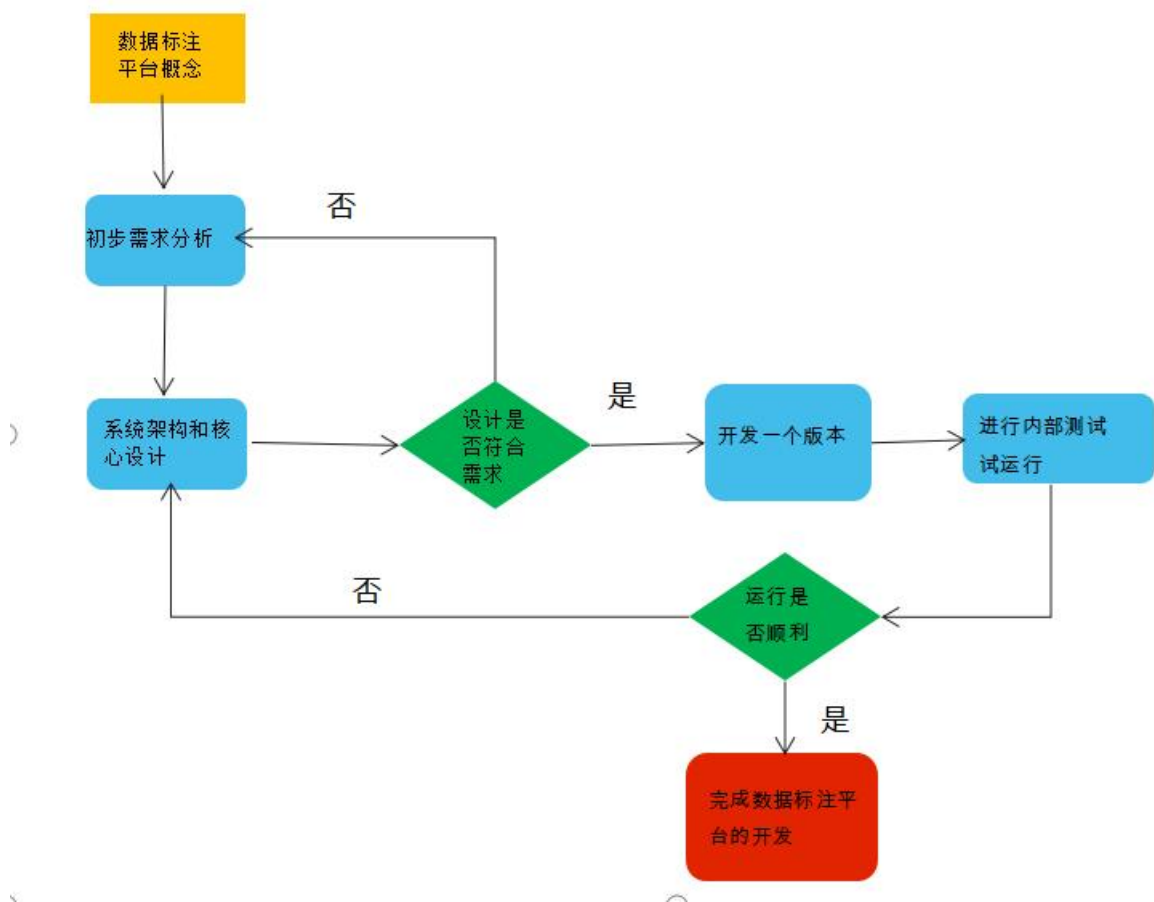 数据标注
平台概念
否
初步需求分析
系统架构和核
心设计
设计是
否符合
需求
是
开发一个版本
进行内部测试
试运行
否
运行是
否顺利
是
完成数据标注平
台的开发